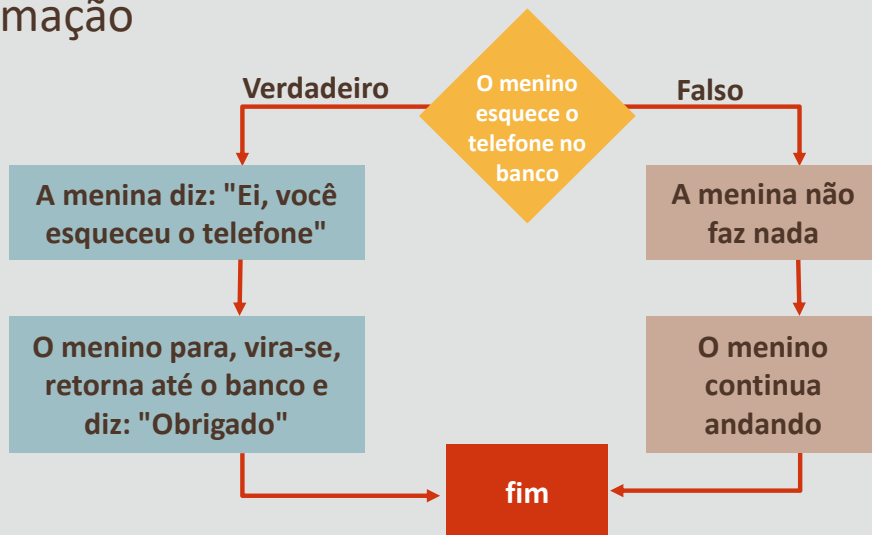 mação
Verdadeiro
O menino
esquece o
telefone no
banco
Falso
A menina diz: "Ei, você
esqueceu o telefone"
A menina não
faz nada
O menino para, vira-se,
retorna até o banco e
diz: "Obrigado"
O menino
continua
andando
fim